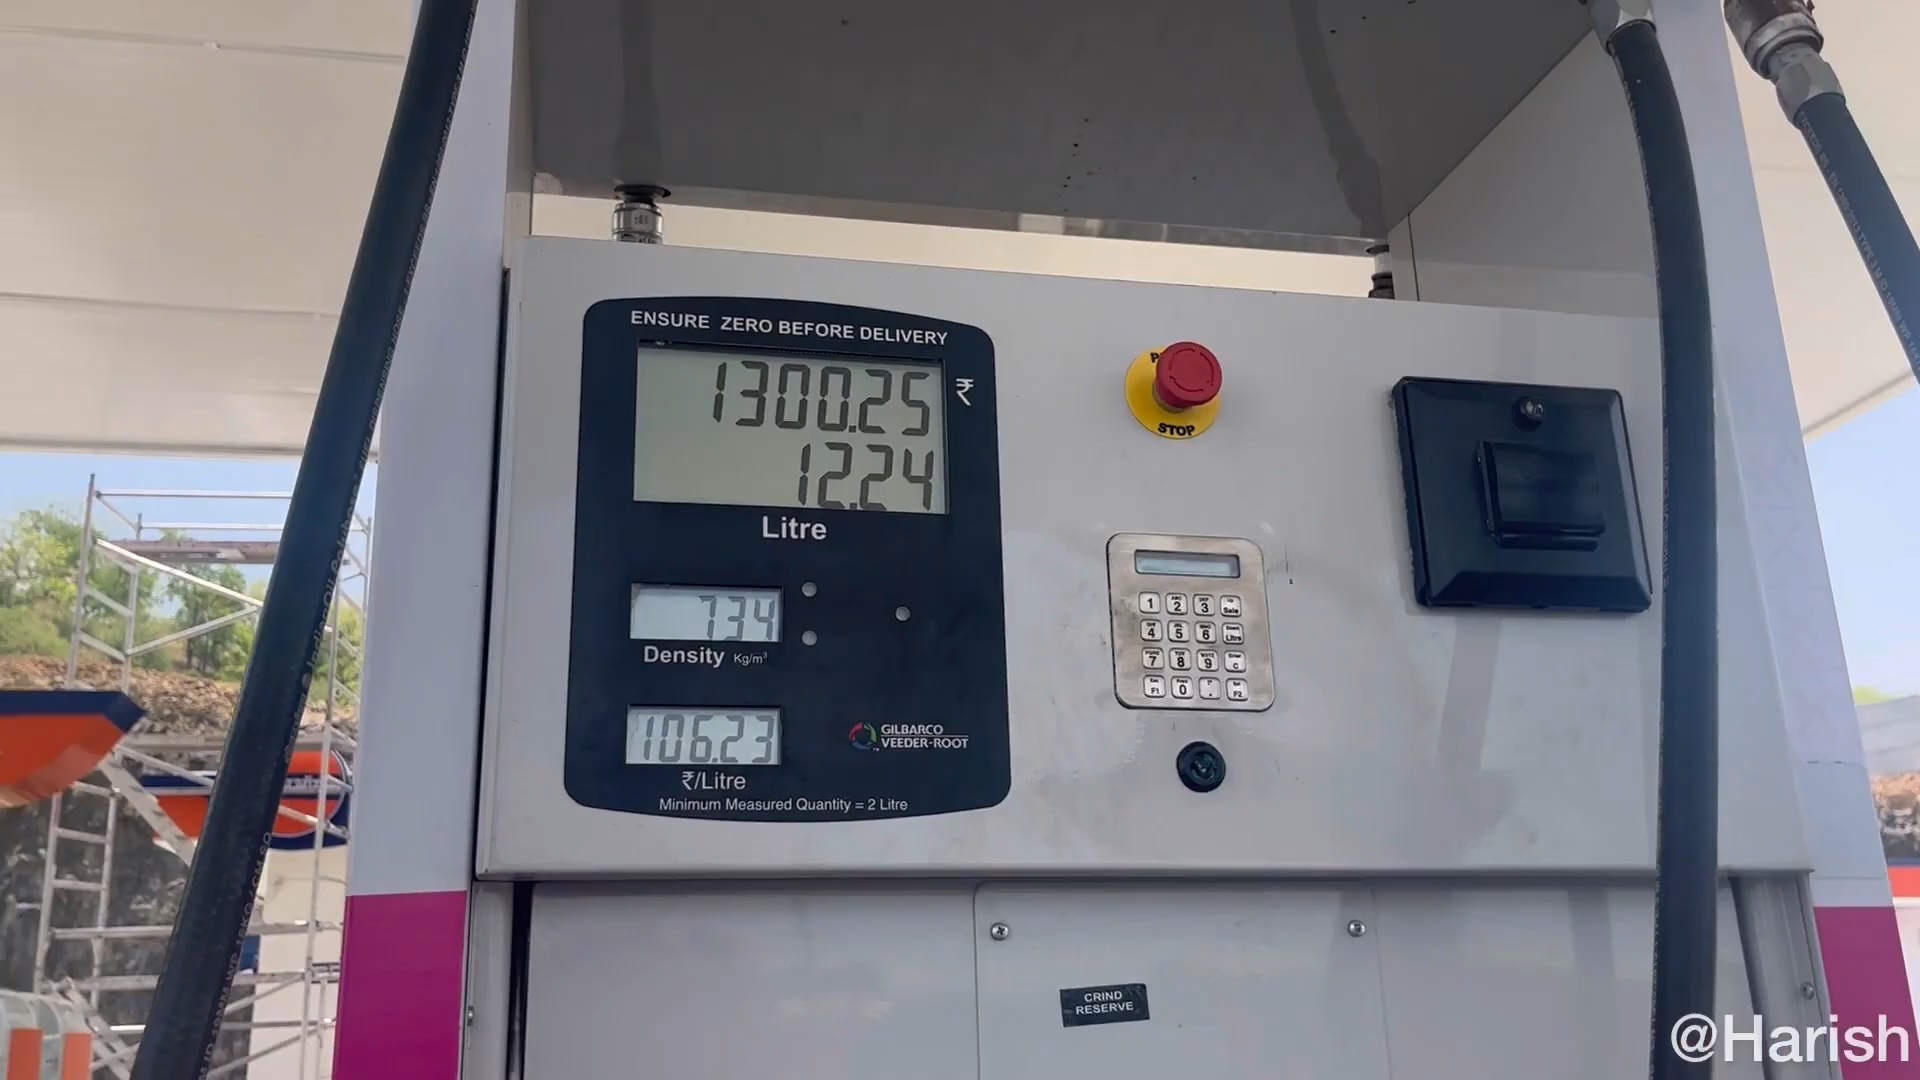 ENSURE ZERO BEFORE DELIVERY
1300.25 ₹
12.24
Litre
734
Density Kg/m³
106.23
₹/Litre
GILBARCO
VEEDER-ROOT
Minimum Measured Quantity = 2 Litre
STOP
1 2 3
4 5 6
7 8 9
F1 0 . F2
CRIND
RESERVE
@Harish